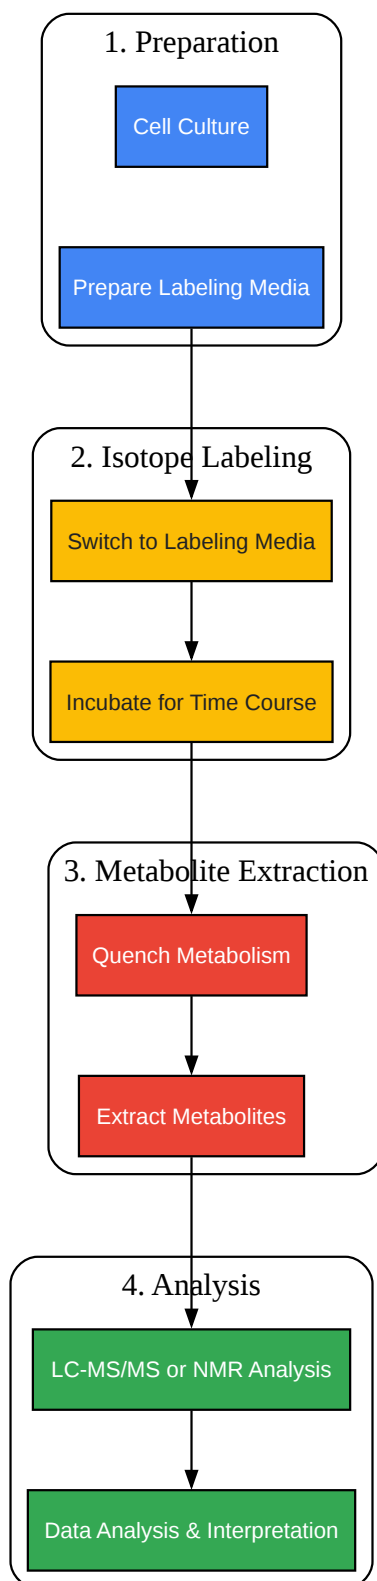 1. Preparation
Cell Culture
Prepare Labeling Media
2. Isotope Labeling
Switch to Labeling Media
Incubate for Time Course
3. Metabolite Extraction
Quench Metabolism
Extract Metabolites
4. Analysis
LC-MS/MS or NMR Analysis
Data Analysis & Interpretation